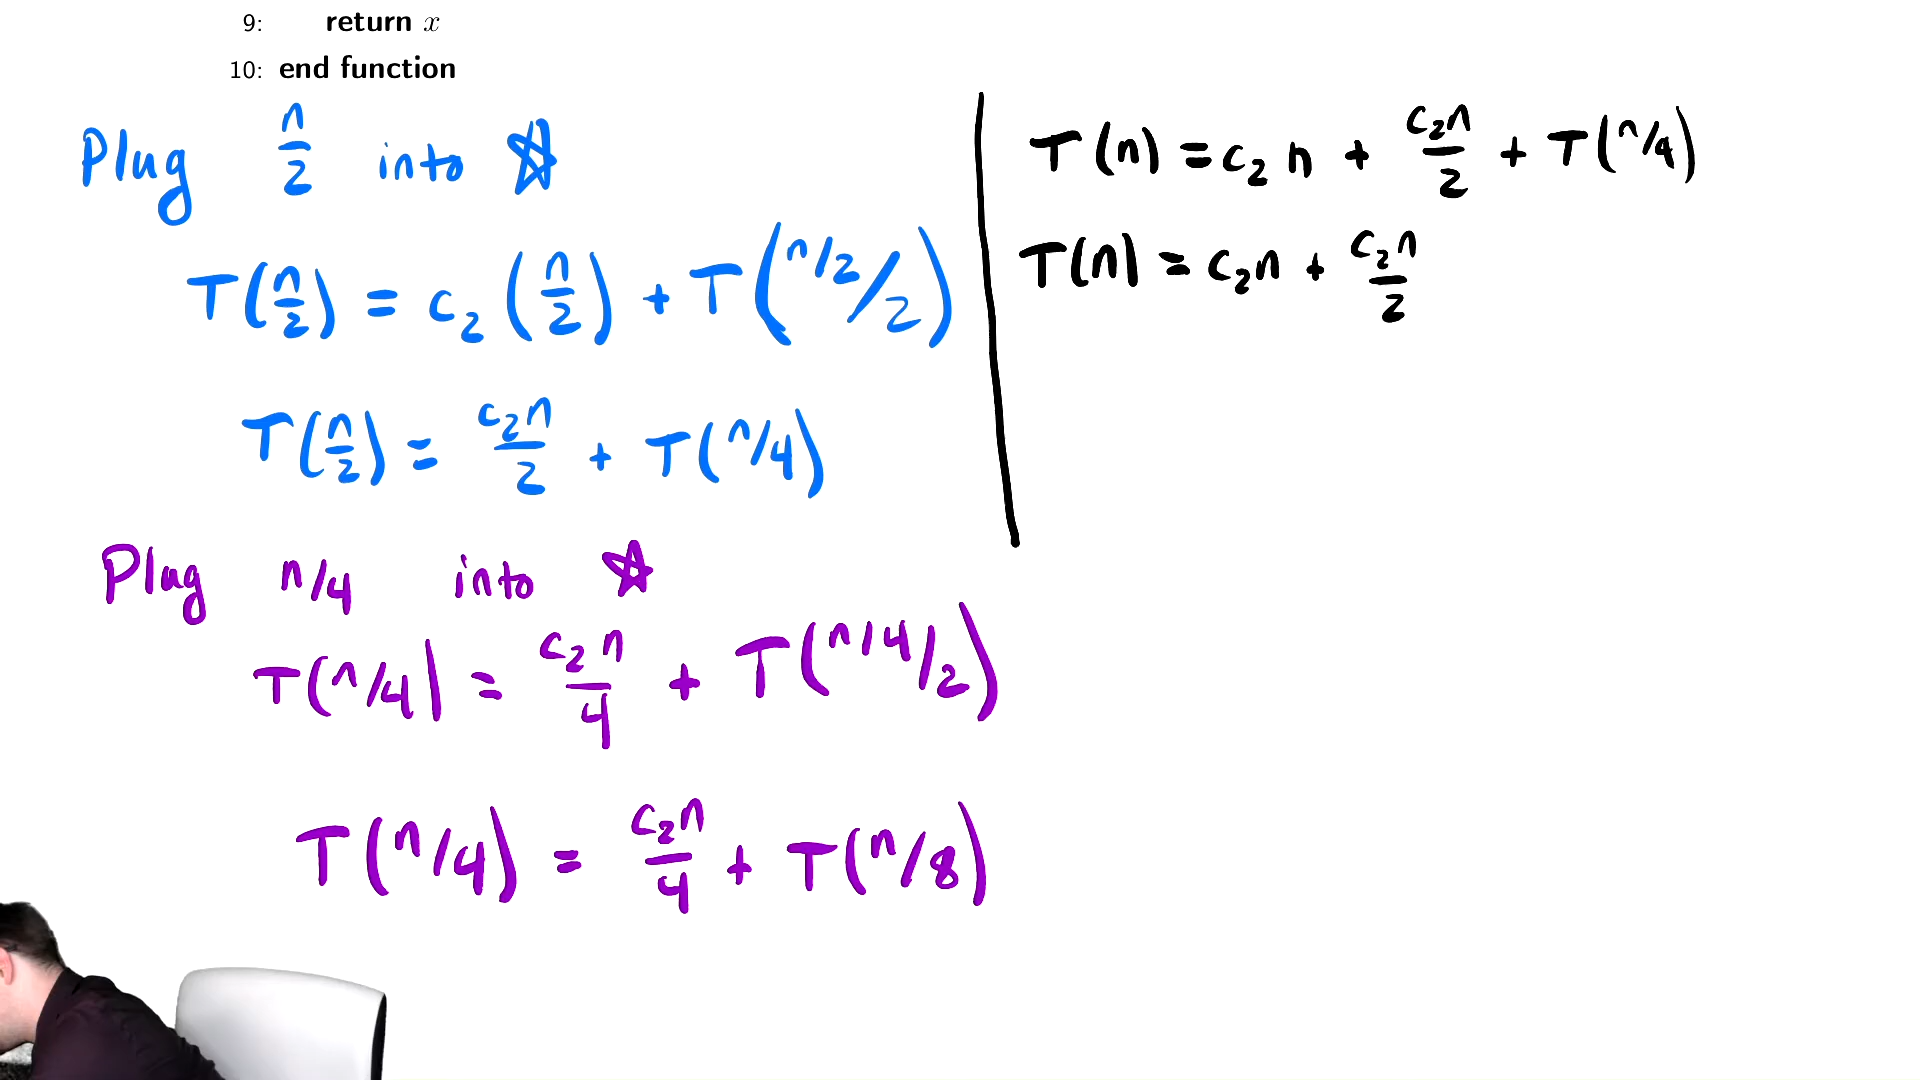 9: return x
10: end function
Plug n/2 into ☆
T(n/2) = c₂(n/2) + T(n/2/2)
T(n/2) = c₂n/2 + T(n/4)
Plug n/4 into ☆
T(n/4) = c₂n/4 + T(n/4/2)
T(n/4) = c₂n/4 + T(n/8)
T(n) = c₂n + c₂n/2 + T(n/4)
T(n) = c₂n + c₂n/2